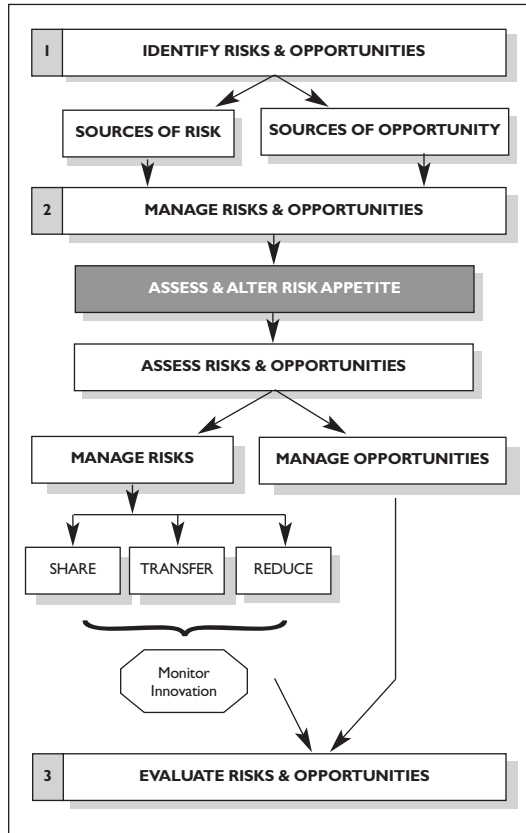 1 IDENTIFY RISKS & OPPORTUNITIES
SOURCES OF RISK
SOURCES OF OPPORTUNITY
2 MANAGE RISKS & OPPORTUNITIES
ASSESS & ALTER RISK APPETITE
ASSESS RISKS & OPPORTUNITIES
MANAGE RISKS
MANAGE OPPORTUNITIES
SHARE
TRANSFER
REDUCE
Monitor
Innovation
3 EVALUATE RISKS & OPPORTUNITIES